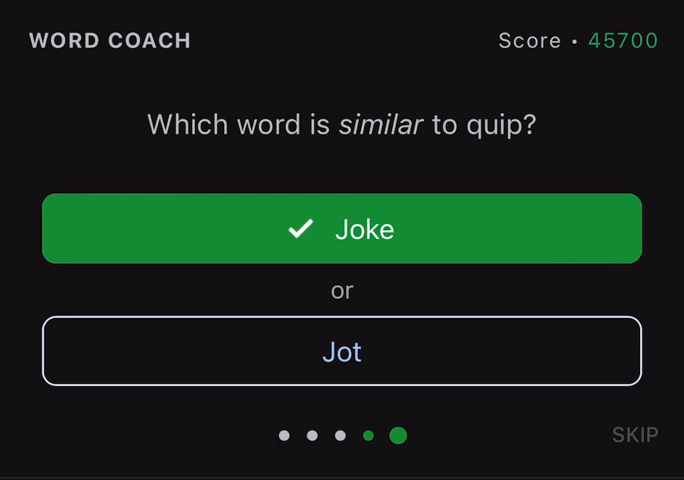 WORD COACH
Score • 45700
Which word is similar to quip?
Joke
or
Jot
SKIP